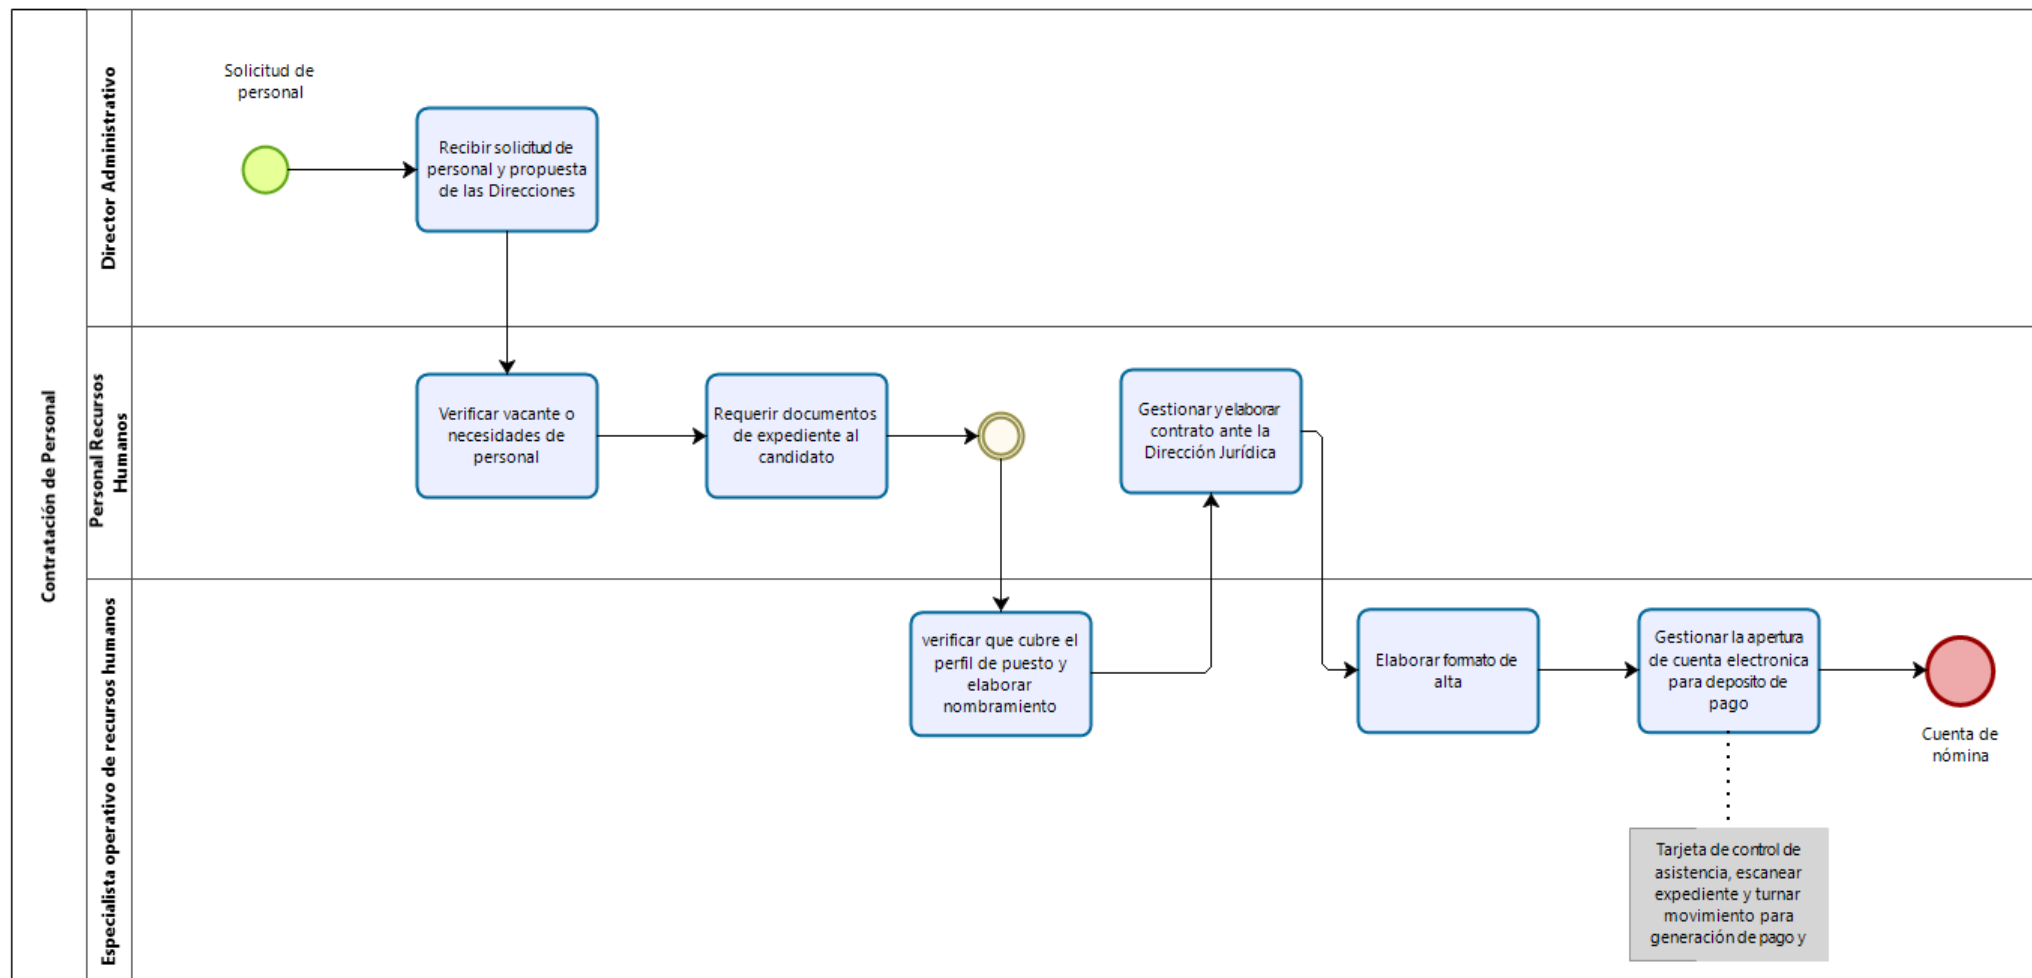 Contratación de Personal
Director Administrativo
Solicitud de
personal
Recibir solicitud de
personal y propuesta
de las Direcciones
Personal Recursos
Humanos
Verificar vacante o
necesidades de
personal
Requerir documentos
de expediente al
candidato
Gestionar y elaborar
contrato ante la
Dirección Jurídica
Especialista operativo de recursos humanos
verificar que cubre el
perfil de puesto y
elaborar
nombramiento
Elaborar formato de
alta
Gestionar la apertura
de cuenta electronica
para deposito de
pago
Cuenta de
nómina
Tarjeta de control de
asistencia, escanear
expediente y turnar
movimiento para
generación de pago y